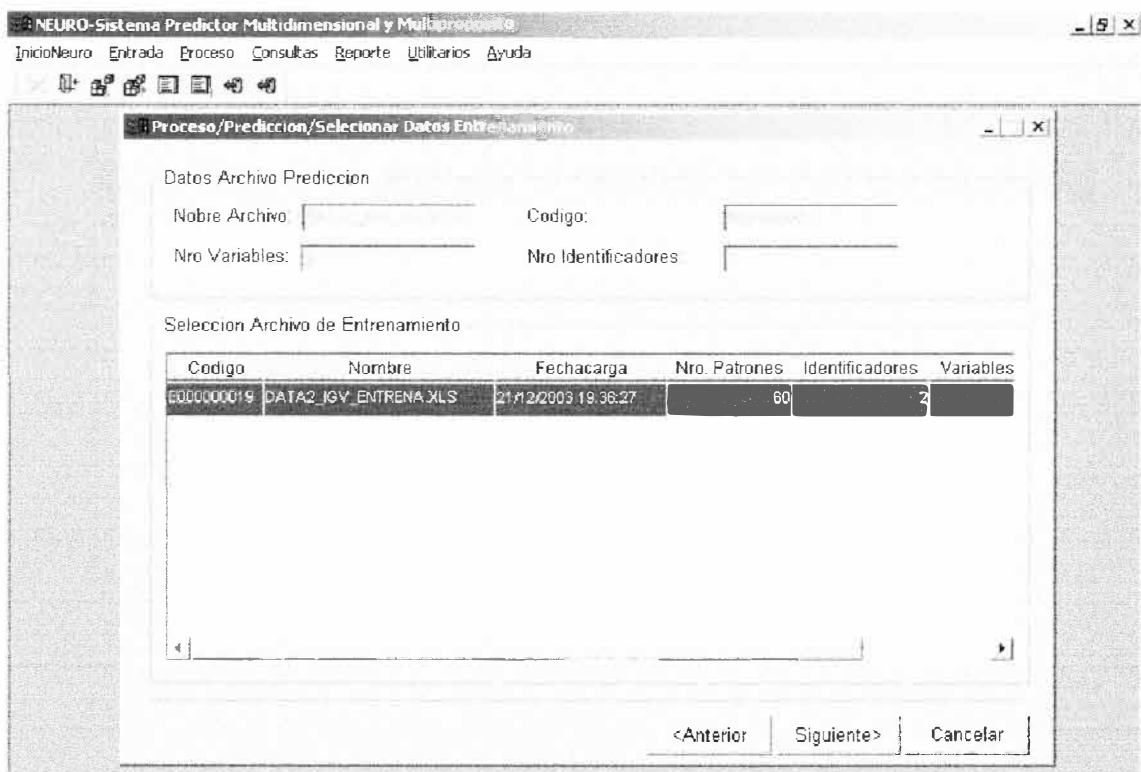 NEURO-Sistema Predictor Multidimensional y
InicioNeuro Entrada Proceso Consultas Reporte Utilitarios Ayuda
Proceso/Prediccion/Selecionar Datos Entrenamiento
Datos Archivo Prediccion
Nobre Archivo: Codigo:
Nro Variables: Nro Identificadores
Seleccion Archivo de Entrenamiento
Codigo Nombre Fechacarga Nro. Patrones Identificadores Variables
E000000019 DATA2_IGV_ENTRENA.XLS 21/12/2003 19:36:27 60 2
<Anterior Siguiente> Cancelar